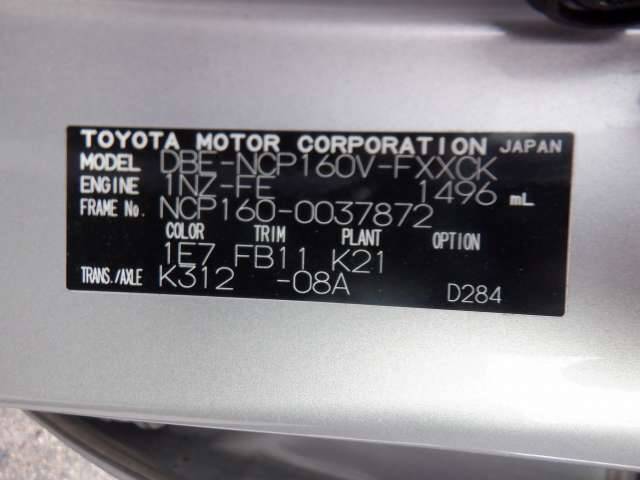 TOYOTA MOTOR CORPORATION JAPAN
MODEL DBE-NCP160V-FXXCK
ENGINE 1NZ-FE 1496 mL
FRAME No. NCP160-0037872
COLOR TRIM PLANT OPTION
1E7 FB11 K21
TRANS./AXLE K312 -08A
D284